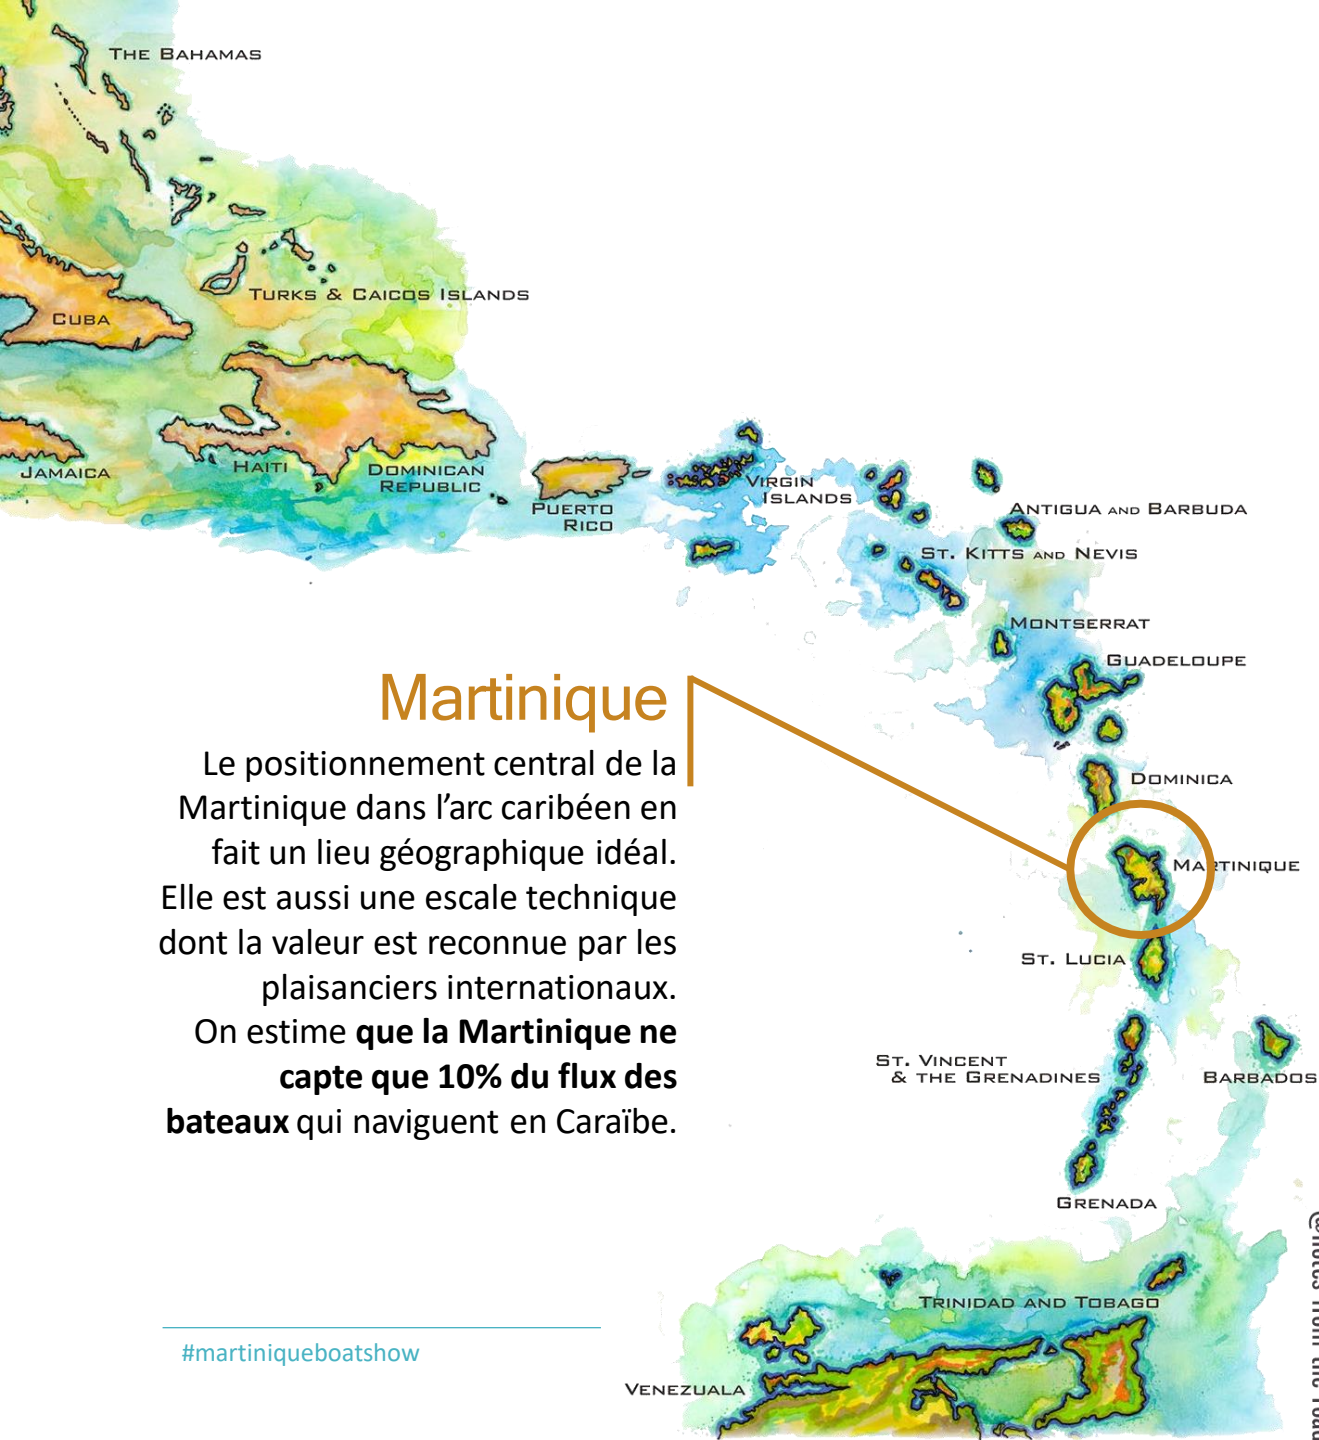 THE BAHAMAS
TURKS & CAICOS ISLANDS
CUBA
JAMAICA
HAITI
DOMINICAN
REPUBLIC
PUERTO
RICO
VIRGIN
ISLANDS
ANTIGUA AND BARBUDA
ST. KITTS AND NEVIS
MONTSERRAT
GUADELOUPE
DOMINICA
MARTINIQUE
ST. LUCIA
ST. VINCENT
& THE GRENADINES
BARBADOS
GRENADA
TRINIDAD AND TOBAGO
VENEZUALA
Martinique
Le positionnement central de la
Martinique dans l’arc caribéen en
fait un lieu géographique idéal.
Elle est aussi une escale technique
dont la valeur est reconnue par les
plaisanciers internationaux.
On estime que la Martinique ne
capte que 10% du flux des
bateaux qui naviguent en Caraïbe.
#martiniqueboatshow
@notes from the